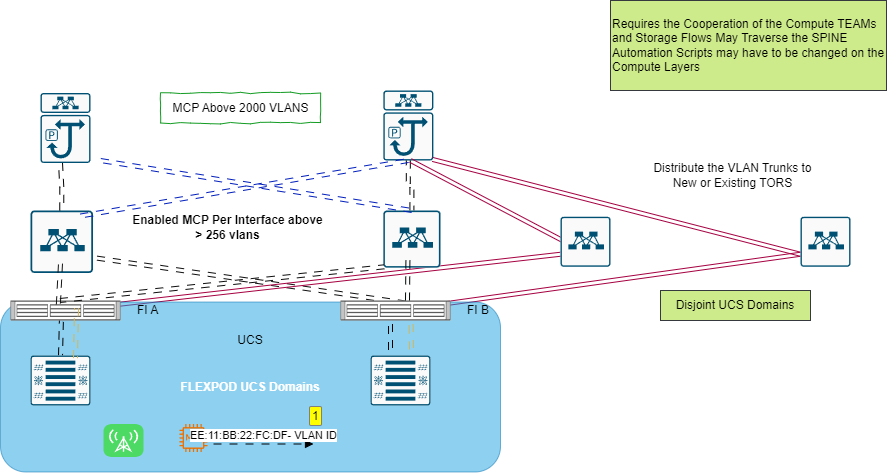 Requires the Cooperation of the Compute TEAMs
and Storage Flows May Traverse the SPINE
Automation Scripts may have to be changed on the
Compute Layers
MCP Above 2000 VLANS
P
P
Distribute the VLAN Trunks to
New or Existing TORS
Enabled MCP Per Interface above
> 256 vlans
Disjoint UCS Domains
FI A
FI B
UCS
FLEXPOD UCS Domains
1
EE:11:BB:22:FC:DF- VLAN ID